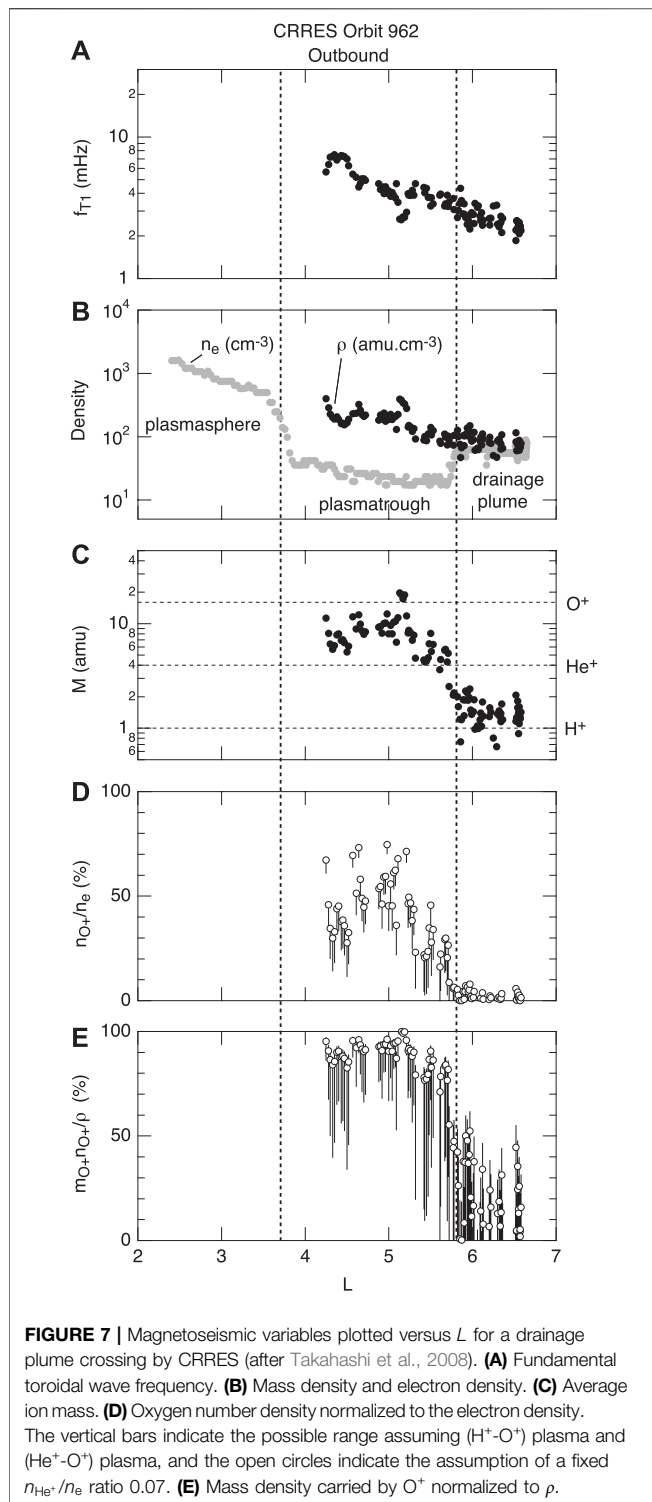 CRRES Orbit 962
Outbound
A
2
10
8
6
4
2
1
f_T1 (mHz)
B
10^4
10^3
10^2
10^1
Density
n_e (cm^-3)
ρ (amu.cm^-3)
plasmasphere
plasmatrough
drainage
plume
C
4
2
10
8
6
4
2
1
8
6
M (amu)
O^+
He^+
H^+
D
100
50
0
n_O+/n_e (%)
E
100
50
0
m_O+n_O+/ρ (%)
2 3 4 5 6 7
L
FIGURE 7 | Magnetoseismic variables plotted versus L for a drainage
plume crossing by CRRES (after Takahashi et al., 2008). (A) Fundamental
toroidal wave frequency. (B) Mass density and electron density. (C) Average
ion mass. (D) Oxygen number density normalized to the electron density.
The vertical bars indicate the possible range assuming (H^+-O^+) plasma and
(He^+-O^+) plasma, and the open circles indicate the assumption of a fixed
n_He+/n_e ratio 0.07. (E) Mass density carried by O^+ normalized to ρ.